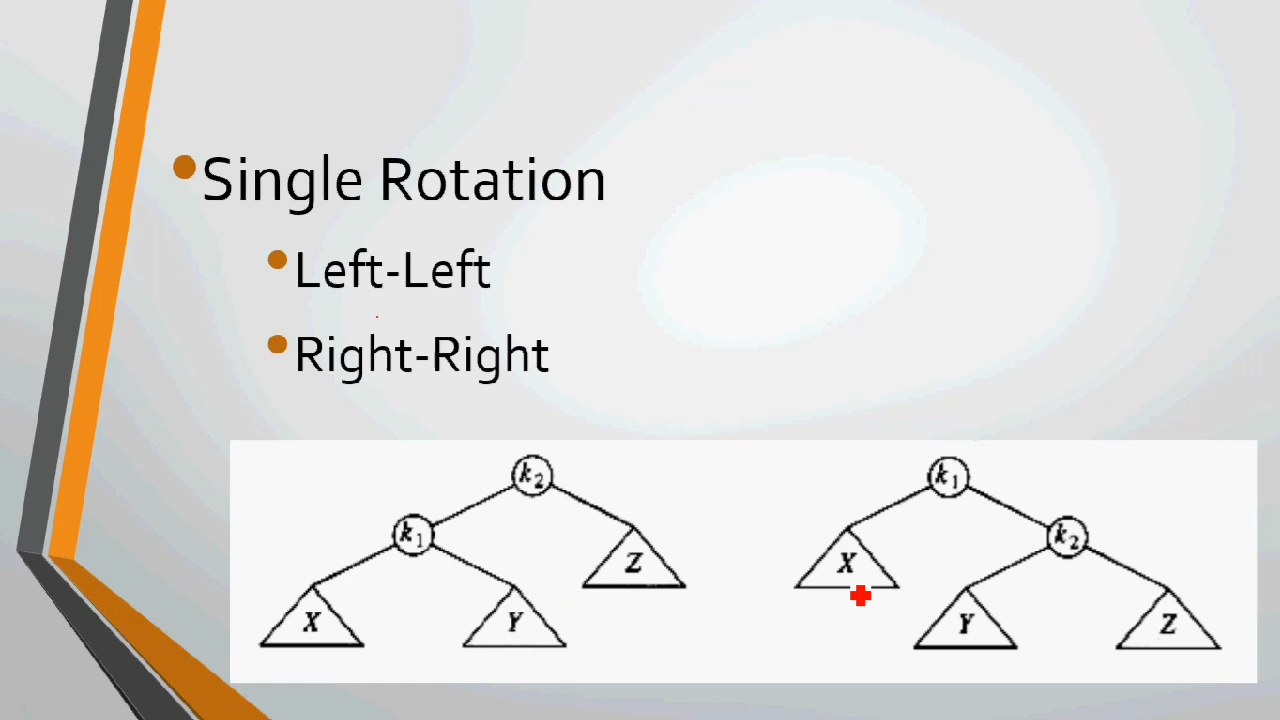 Single Rotation
Left-Left
Right-Right
k₂ k₁
k₁ Z X k₂
X Y Y Z